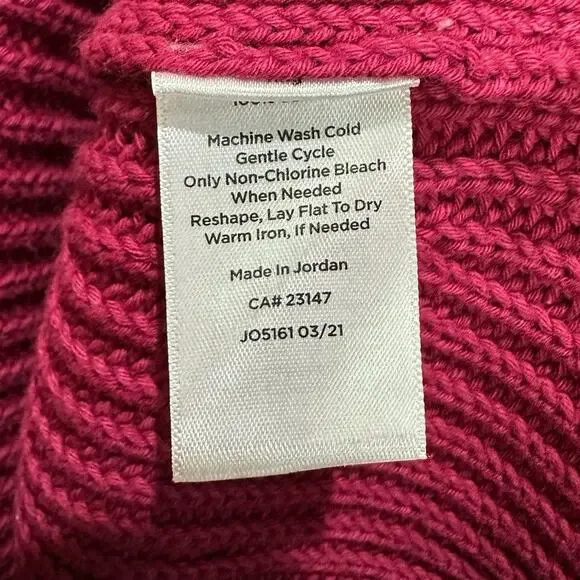 100%
Machine Wash Cold
Gentle Cycle
Only Non-Chlorine Bleach
When Needed
Reshape, Lay Flat To Dry
Warm Iron, If Needed
Made In Jordan
CA# 23147
JO5161 03/21